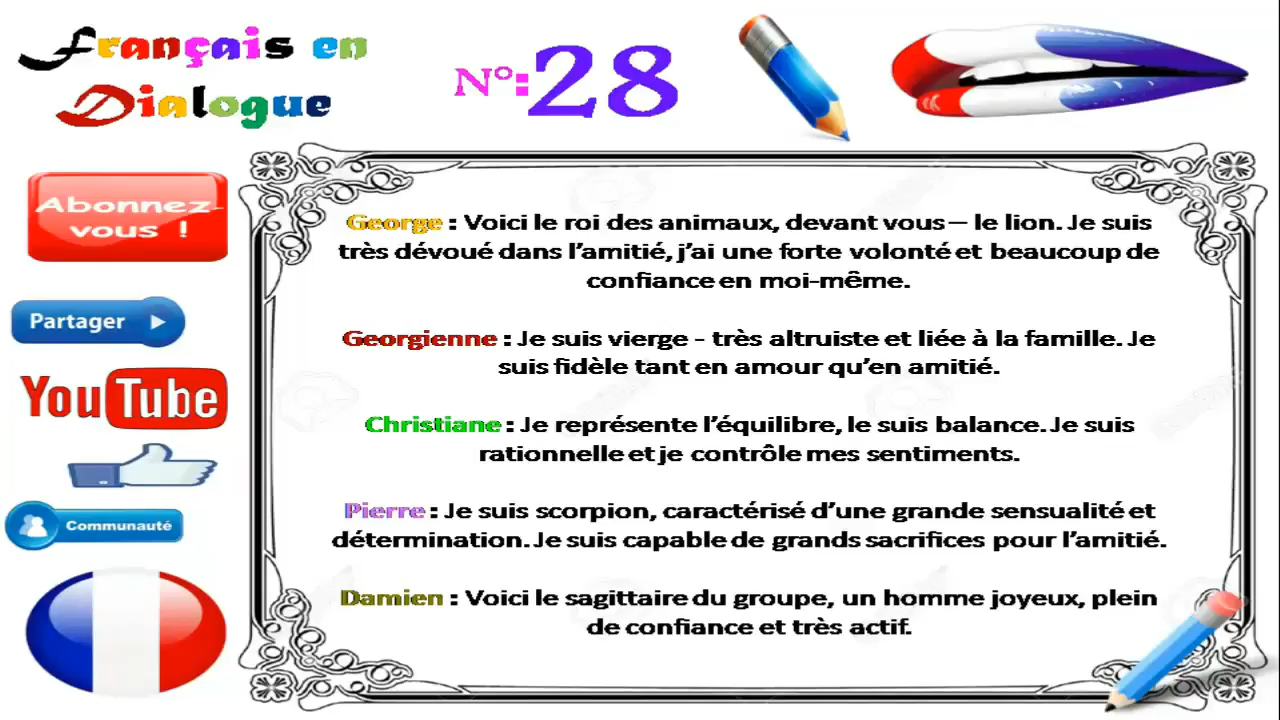 Français en
Dialogue
N°:28
Abonnez-
vous !
Partager
YouTube
Communauté
George : Voici le roi des animaux, devant vous – le lion. Je suis
très dévoué dans l'amitié, j'ai une forte volonté et beaucoup de
confiance en moi-même.
Georgienne : Je suis vierge - très altruiste et liée à la famille. Je
suis fidèle tant en amour qu'en amitié.
Christiane : Je représente l'équilibre, le suis balance. Je suis
rationnelle et je contrôle mes sentiments.
Pierre : Je suis scorpion, caractérisé d'une grande sensualité et
détermination. Je suis capable de grands sacrifices pour l'amitié.
Damien : Voici le sagittaire du groupe, un homme joyeux, plein
de confiance et très actif.